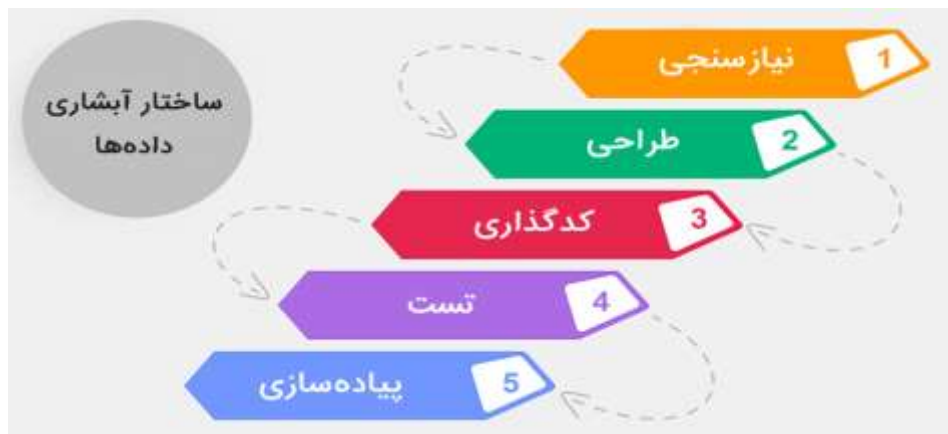 ساختار آبشاری
داده‌ها
1 نیازسنجی
2 طراحی
3 کدگذاری
4 تست
5 پیاده‌سازی